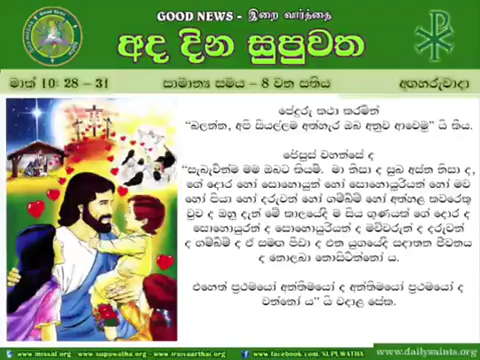 GOOD NEWS - இறை வார்த்தை
අද දින සුපුවත
මාක් 10: 28 – 31
සාමාන්‍ය සමය – 8 වන සතිය
අඟහරුවාදා
පේදුරු කථා කරමින්
“බලන්න, අපි සියල්ලම අත්හැර ඔබ අනුව ආවෙමු” යි කීය.
ජේසුස් වහන්සේ ද
“සැබැවින්ම මම ඔබට කියමි. මා නිසා ද සුබ අස්න නිසා ද,
ගේ දොර හෝ සොහොයුන් හෝ සොහොයුරියන් හෝ මව
හෝ පියා හෝ දරුවන් හෝ ගම්බිම් හෝ අත්හළ කවරෙකු
වුව ද ඔහු දැන් මේ කාලයේදී ම සිය ගුණයක් ගේ දොර ද
සොහොයුරන් ද සොහොයුරියන් ද මව්වරුන් ද දරුවන්
ද ගම්බිම් ද ඒ සමඟ පීඩා ද එන යුගයේදී සදාතන ජීවනය
ද නොලබා නොසිටින්නෝ ය.
එහෙත් ප්‍රථමයෝ අන්තිමයෝ ද අන්තිමයෝ ප්‍රථමයෝ ද
වන්නෝ ය” යි වදාළ සේක.
www.missal.org - www.supuwatha.org - www.iraivaarthai.org
www.facebook.com/SUPUWATHA
www.dailysaints.org